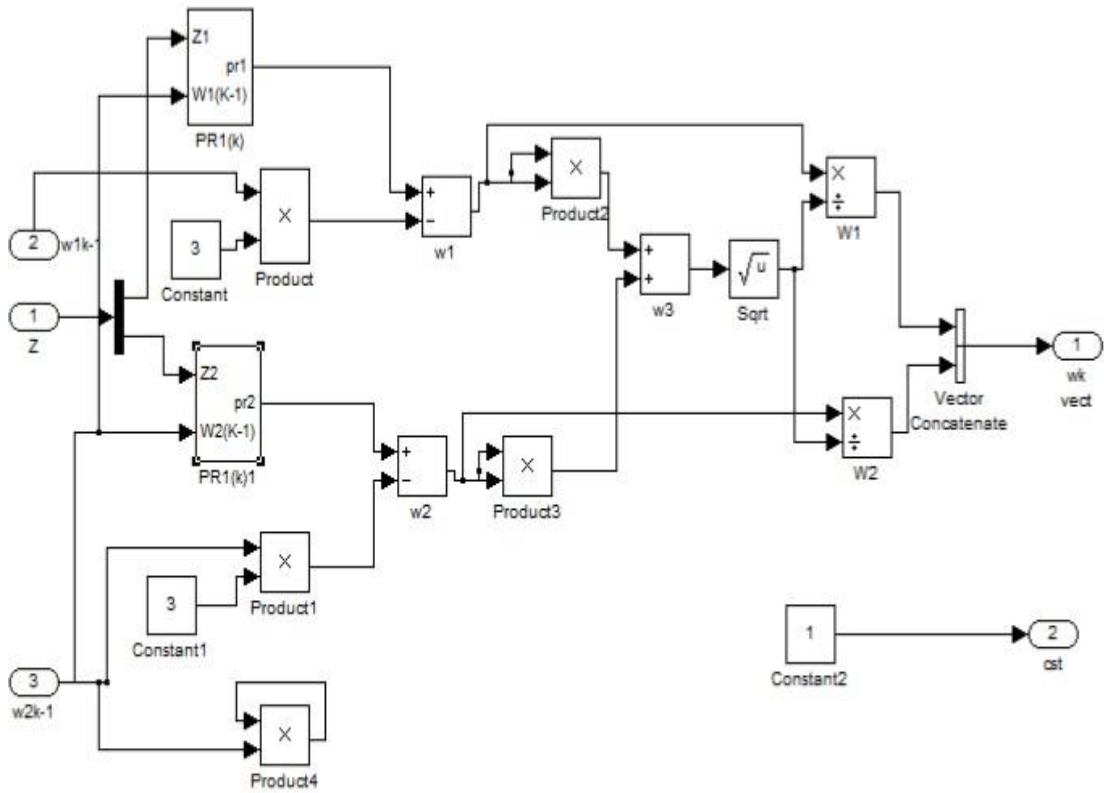 Z1
pr1
W1(K-1)
PR1(k)
2
w1k-1
3
Constant
×
Product
+
−
w1
×
Product2
×
÷
W1
+
+
w3
√u
Sqrt
1
Z
Z2
pr2
W2(K-1)
PR1(k)1
+
−
w2
×
Product3
×
÷
W2
Vector
Concatenate
1
wk
vect
3
Constant1
×
Product1
1
Constant2
2
cst
3
w2k-1
×
Product4